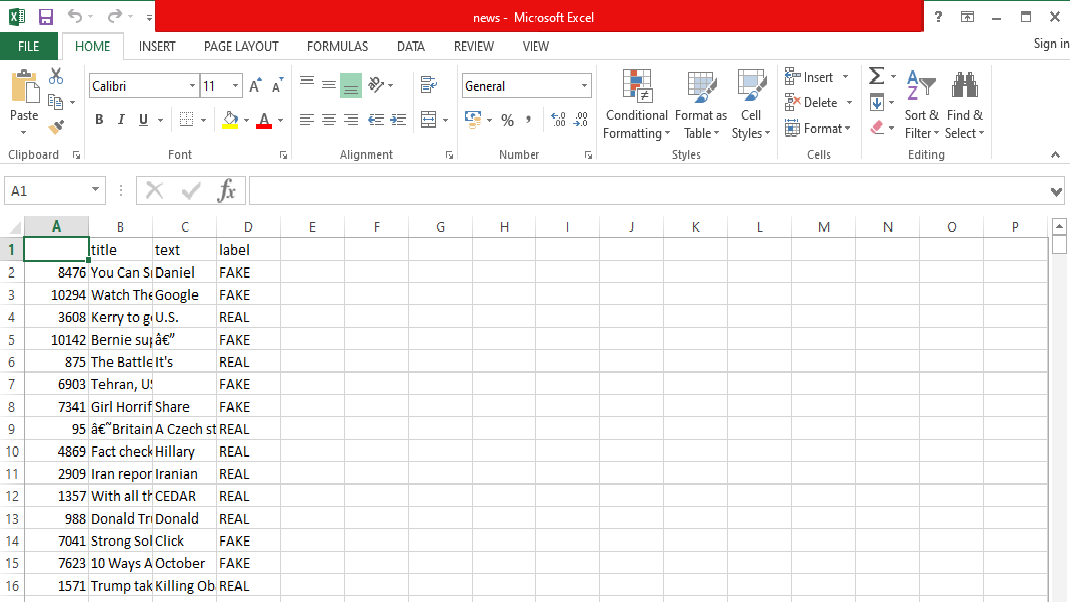 news - Microsoft Excel
?
FILE HOME INSERT PAGE LAYOUT FORMULAS DATA REVIEW VIEW Sign in
Calibri 11 A A General Insert Σ
Paste B I U A % , .00 Delete
Conditional Format as Cell Sort & Find &
Formatting Table Styles Format Filter Select
Clipboard Font Alignment Number Styles Cells Editing
A1 fx
A B C D E F G H I J K L M N O P
1 title text label
2 8476 You Can S Daniel FAKE
3 10294 Watch The Google FAKE
4 3608 Kerry to g U.S. REAL
5 10142 Bernie sup â€” FAKE
6 875 The Battle It's REAL
7 6903 Tehran, US FAKE
8 7341 Girl Horrif Share FAKE
9 95 â€˜Britain A Czech st REAL
10 4869 Fact check Hillary REAL
11 2909 Iran repor Iranian REAL
12 1357 With all th CEDAR REAL
13 988 Donald Tru Donald REAL
14 7041 Strong Sol Click FAKE
15 7623 10 Ways A October FAKE
16 1571 Trump tak Killing Ob REAL